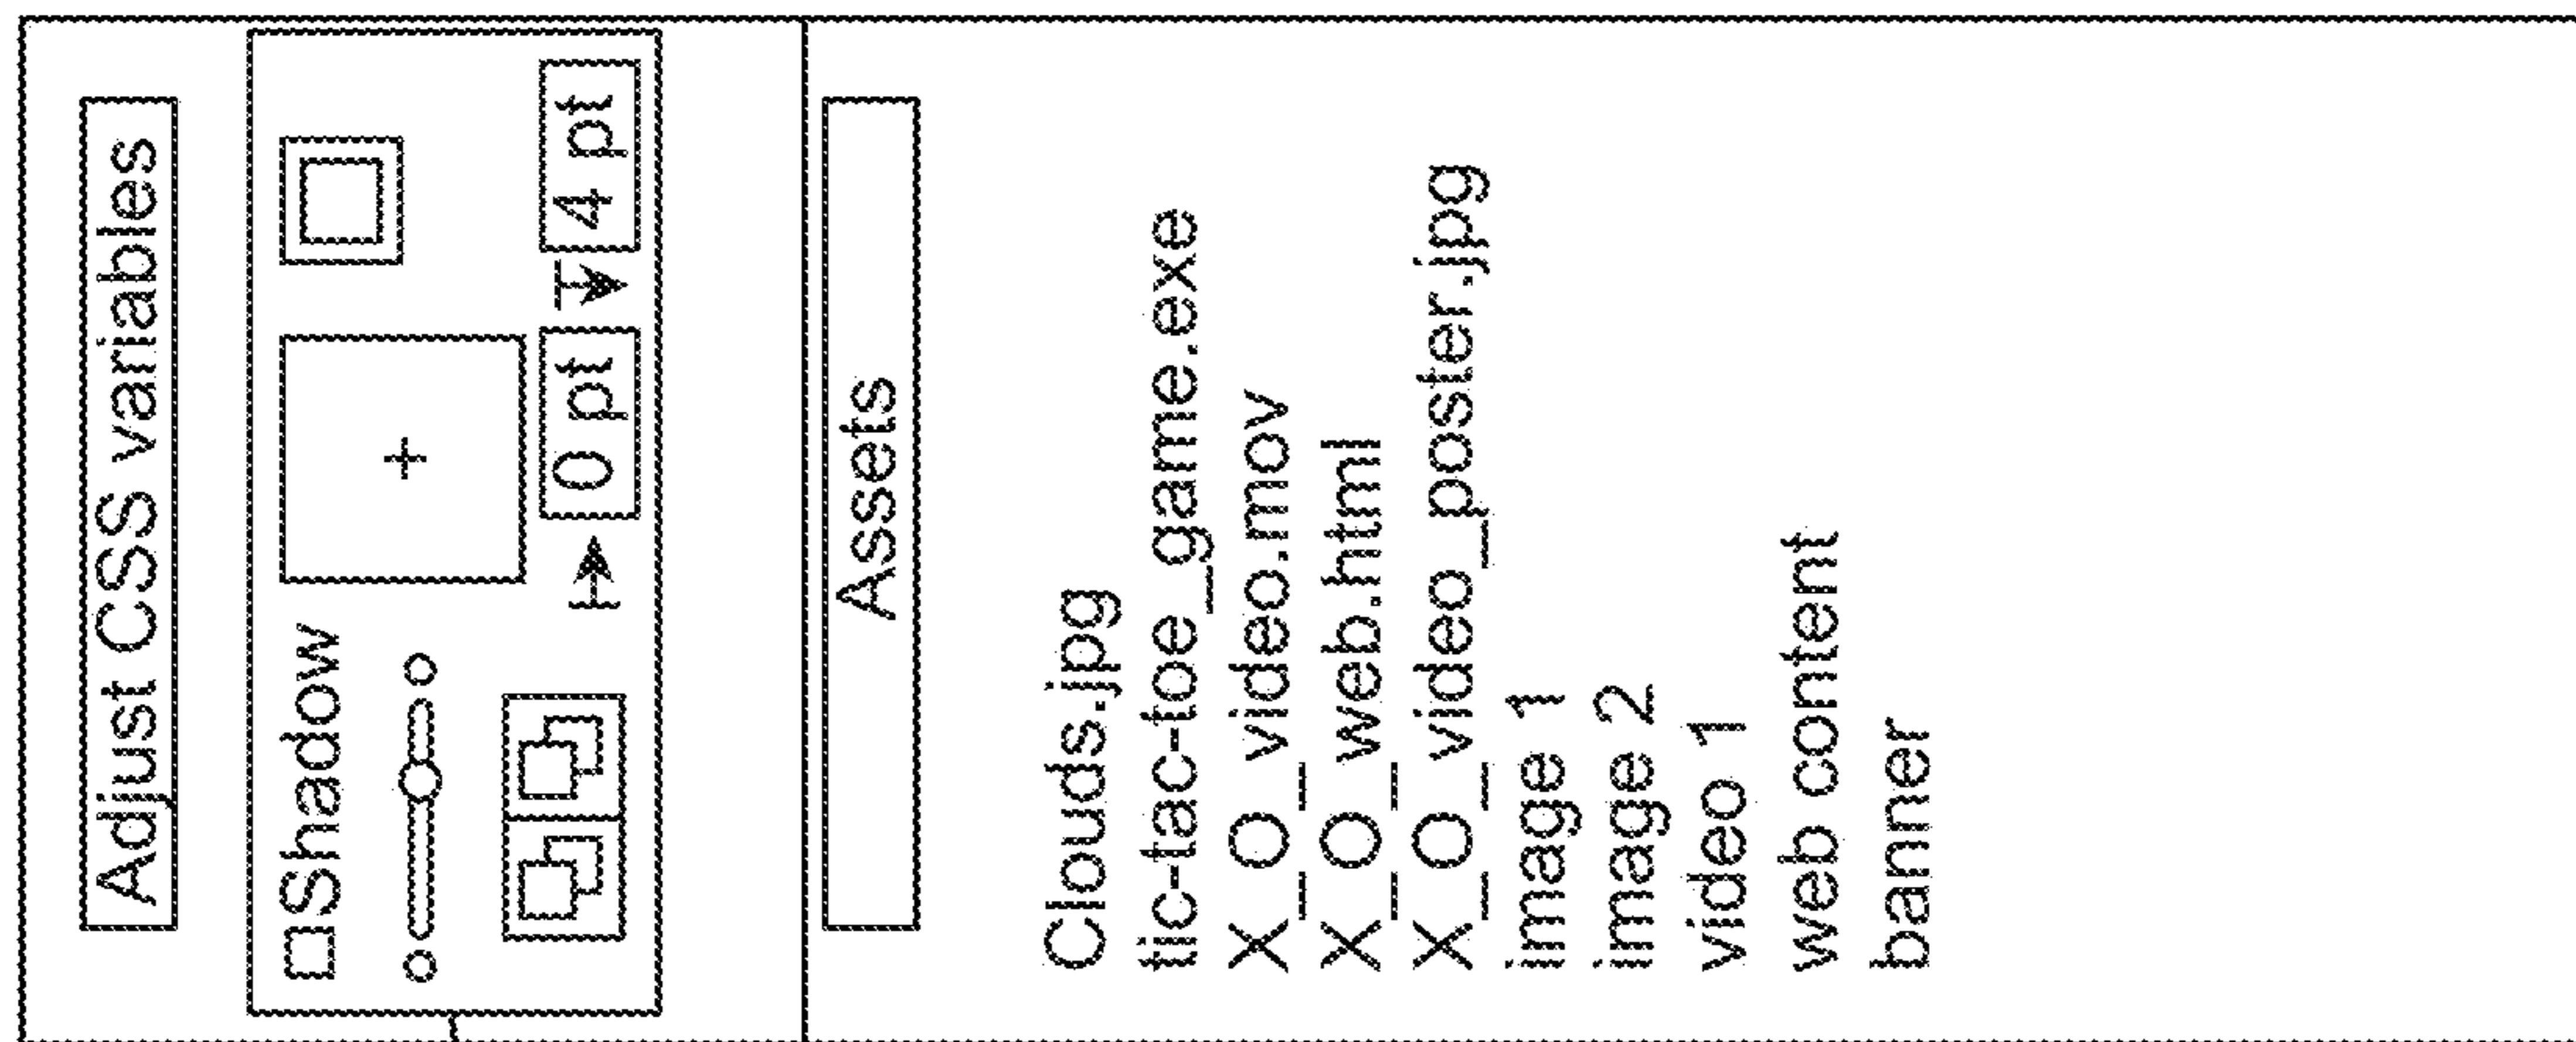 Adjust CSS variables
Shadow
0 pt
4 pt
Assets
Clouds.jpg
tic-tac-toe_game.exe
X_O_video.mov
X_O_web.html
X_O_video_poster.jpg
image 1
image 2
video 1
web content
banner